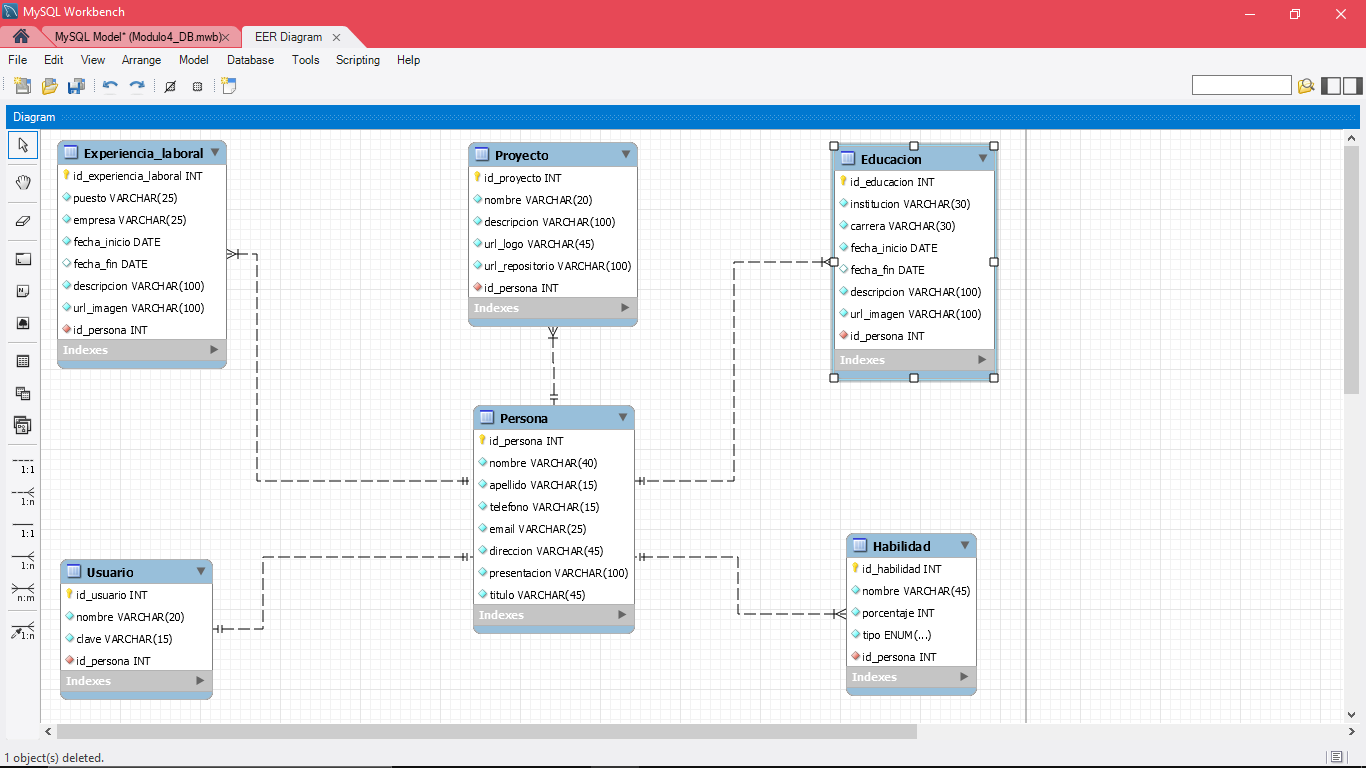 MySQL Workbench
MySQL Model* (Modulo4_DB.mwb)
EER Diagram
File Edit View Arrange Model Database Tools Scripting Help
Diagram
Experiencia_laboral
id_experiencia_laboral INT
puesto VARCHAR(25)
empresa VARCHAR(25)
fecha_inicio DATE
fecha_fin DATE
descripcion VARCHAR(100)
url_imagen VARCHAR(100)
id_persona INT
Indexes
Proyecto
id_proyecto INT
nombre VARCHAR(20)
descripcion VARCHAR(100)
url_logo VARCHAR(45)
url_repositorio VARCHAR(100)
id_persona INT
Indexes
Educacion
id_educacion INT
institucion VARCHAR(30)
carrera VARCHAR(30)
fecha_inicio DATE
fecha_fin DATE
descripcion VARCHAR(100)
url_imagen VARCHAR(100)
id_persona INT
Indexes
Persona
id_persona INT
nombre VARCHAR(40)
apellido VARCHAR(15)
telefono VARCHAR(15)
email VARCHAR(25)
direccion VARCHAR(45)
presentacion VARCHAR(100)
titulo VARCHAR(45)
Indexes
Usuario
id_usuario INT
nombre VARCHAR(20)
clave VARCHAR(15)
id_persona INT
Indexes
Habilidad
id_habilidad INT
nombre VARCHAR(45)
porcentaje INT
tipo ENUM(...)
id_persona INT
Indexes
1:1
1:n
1:1
1:n
n:m
1:n
1 object(s) deleted.